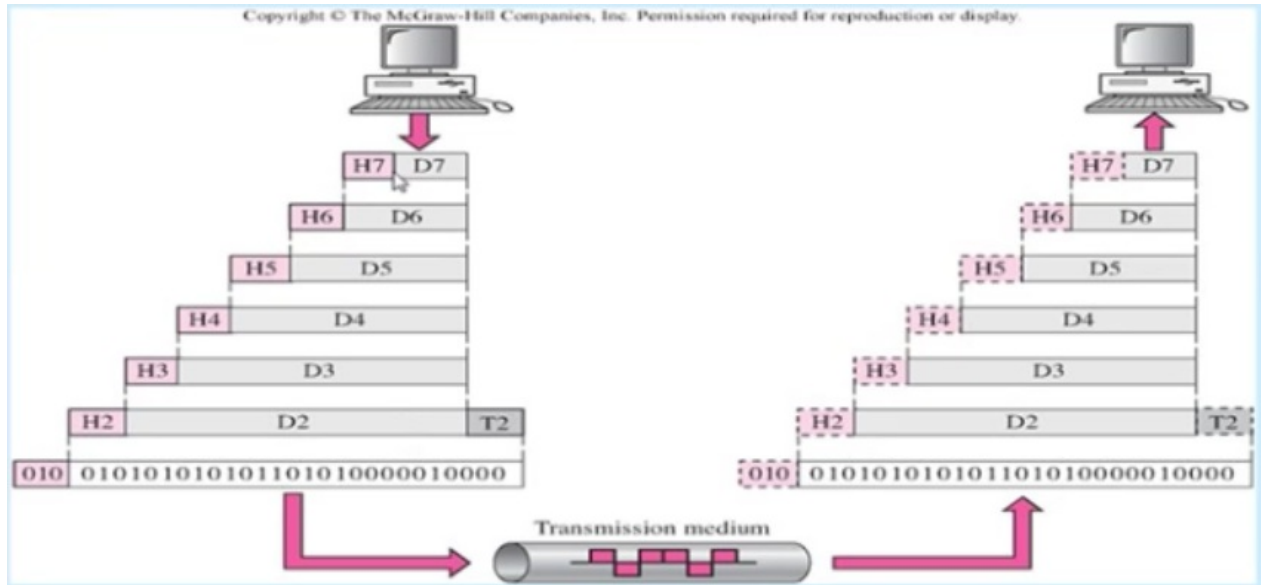 Copyright © The McGraw-Hill Companies, Inc. Permission required for reproduction or display.
H7 D7 H7 D7
H6 D6 H6 D6
H5 D5 H5 D5
H4 D4 H4 D4
H3 D3 H3 D3
H2 D2 T2 H2 D2 T2
010 010101010101101010000010000 010 010101010101101010000010000
Transmission medium